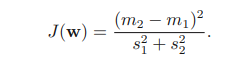 J(w) = (m₂ − m₁)² / (s₁² + s₂²).